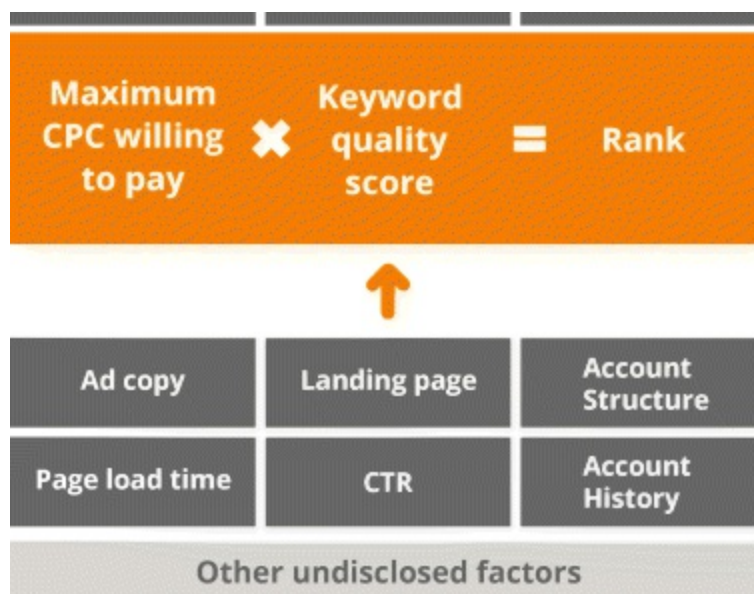 Maximum
CPC willing
to pay
✖
Keyword
quality
score
=
Rank
Ad copy
Landing page
Account
Structure
Page load time
CTR
Account
History
Other undisclosed factors